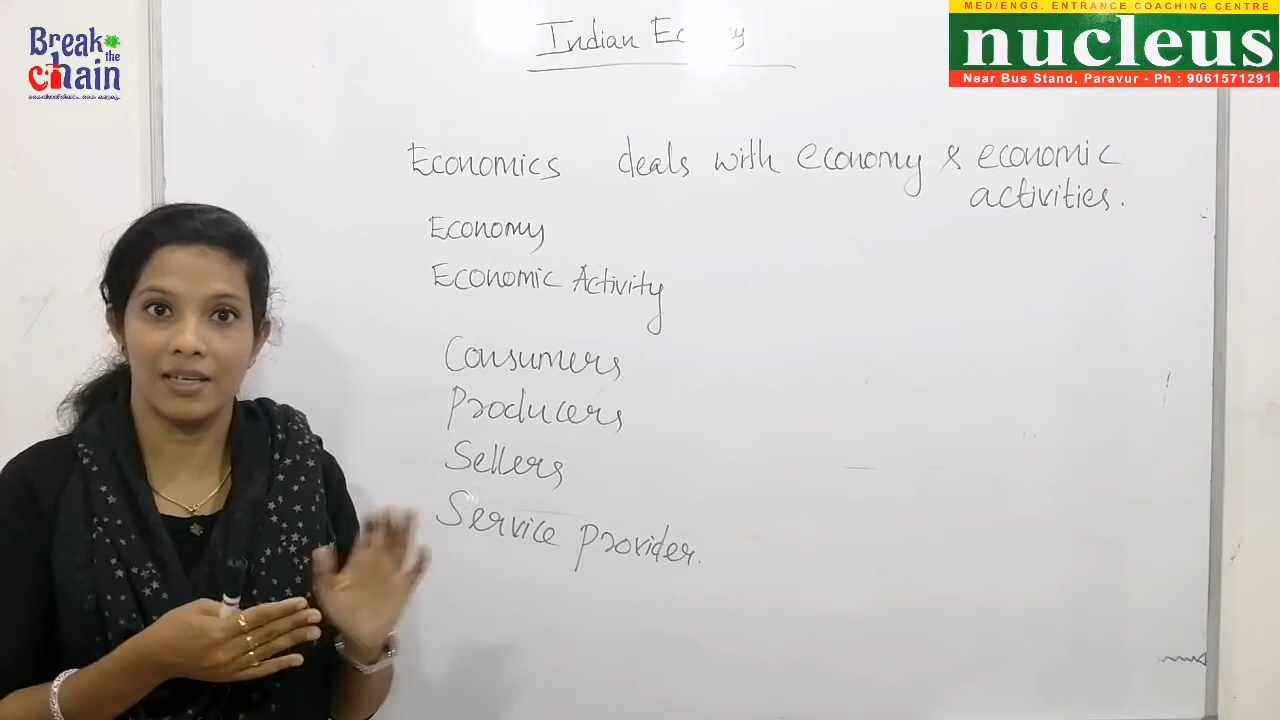 Break
the
chain
MED/ENGG. ENTRANCE COACHING CENTRE
nucleus
Near Bus Stand, Paravur - Ph : 9061571291
Indian
Economics deals with economy & economic
activities.
Economy
Economic Activity
Consumers
Producers
Sellers
Service Provider.